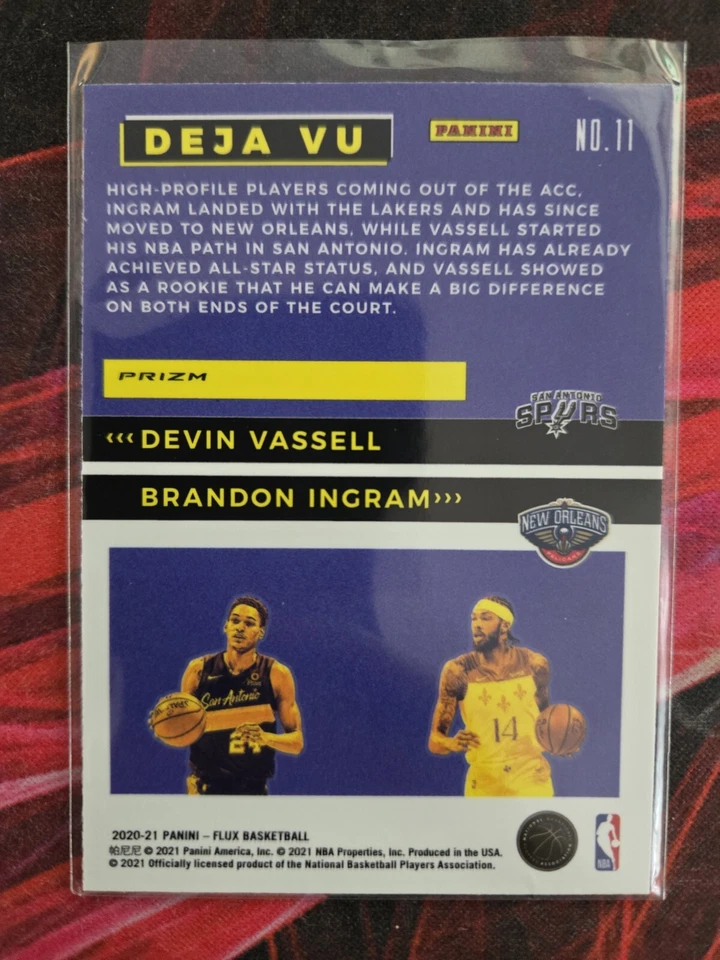 DEJA VU
PANINI
NO.11
HIGH-PROFILE PLAYERS COMING OUT OF THE ACC,
INGRAM LANDED WITH THE LAKERS AND HAS SINCE
MOVED TO NEW ORLEANS, WHILE VASSELL STARTED
HIS NBA PATH IN SAN ANTONIO. INGRAM HAS ALREADY
ACHIEVED ALL-STAR STATUS, AND VASSELL SHOWED
AS A ROOKIE THAT HE CAN MAKE A BIG DIFFERENCE
ON BOTH ENDS OF THE COURT.
PRIZM
SAN ANTONIO
SPURS
‹‹‹ DEVIN VASSELL
BRANDON INGRAM›››
NEW ORLEANS
PELICANS
San Antonio
24
14
2020-21 PANINI – FLUX BASKETBALL
帕尼尼 © 2021 Panini America, Inc. © 2021 NBA Properties, Inc. Produced in the USA.
© 2021 Officially licensed product of the National Basketball Players Association.
NBA